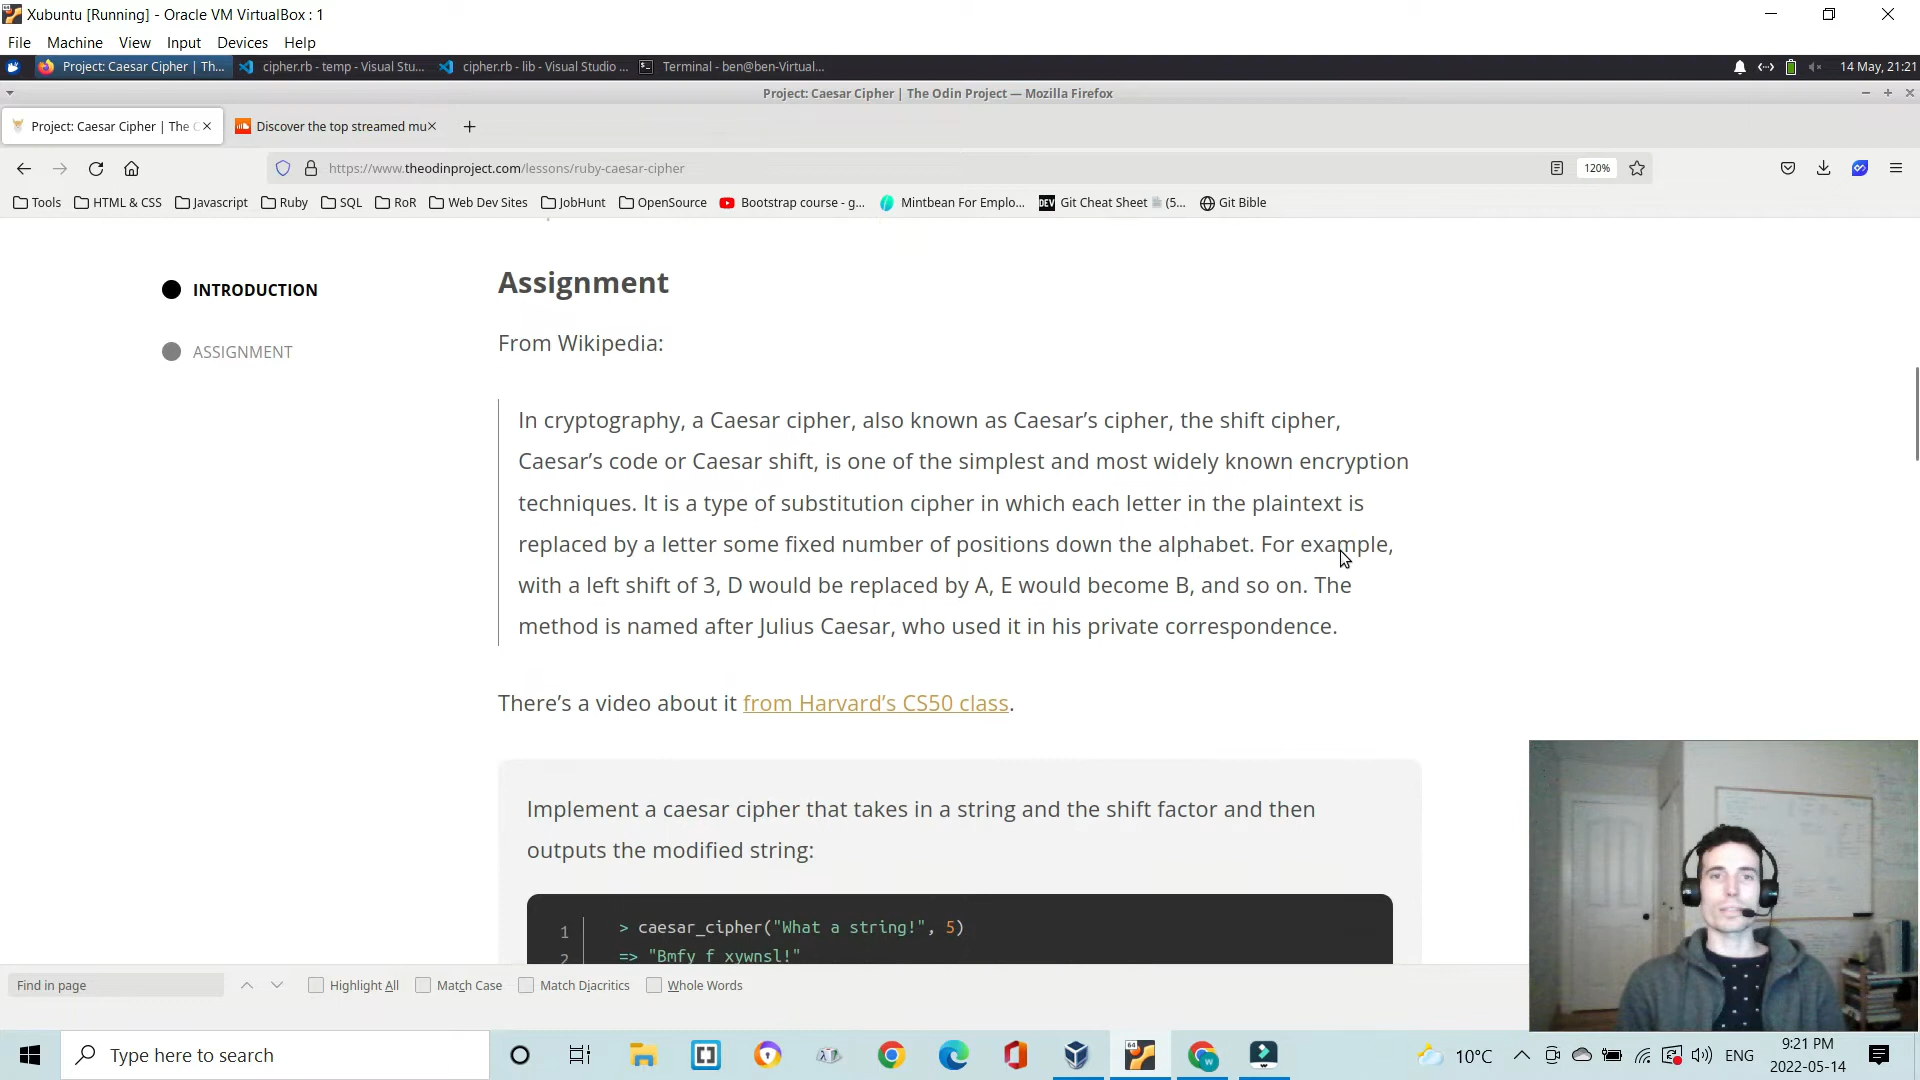 Xubuntu [Running] - Oracle VM VirtualBox : 1
File Machine View Input Devices Help
Project: Caesar Cipher | Th... cipher.rb - temp - Visual Stu... cipher.rb - lib - Visual Studio ... Terminal - ben@ben-Virtual... 14 May, 21:21
Project: Caesar Cipher | The Odin Project — Mozilla Firefox
Project: Caesar Cipher | The Discover the top streamed mu
https://www.theodinproject.com/lessons/ruby-caesar-cipher 120%
Tools HTML & CSS Javascript Ruby SQL RoR Web Dev Sites JobHunt OpenSource Bootstrap course - g... Mintbean For Emplo... DEV Git Cheat Sheet (5... Git Bible
INTRODUCTION
ASSIGNMENT
Assignment
From Wikipedia:
In cryptography, a Caesar cipher, also known as Caesar’s cipher, the shift cipher,
Caesar’s code or Caesar shift, is one of the simplest and most widely known encryption
techniques. It is a type of substitution cipher in which each letter in the plaintext is
replaced by a letter some fixed number of positions down the alphabet. For example,
with a left shift of 3, D would be replaced by A, E would become B, and so on. The
method is named after Julius Caesar, who used it in his private correspondence.
There’s a video about it from Harvard’s CS50 class.
Implement a caesar cipher that takes in a string and the shift factor and then
outputs the modified string:
1 > caesar_cipher("What a string!", 5)
2 => "Bmfy f xywnsl!"
Find in page Highlight All Match Case Match Diacritics Whole Words
Type here to search 10°C ENG 9:21 PM
2022-05-14